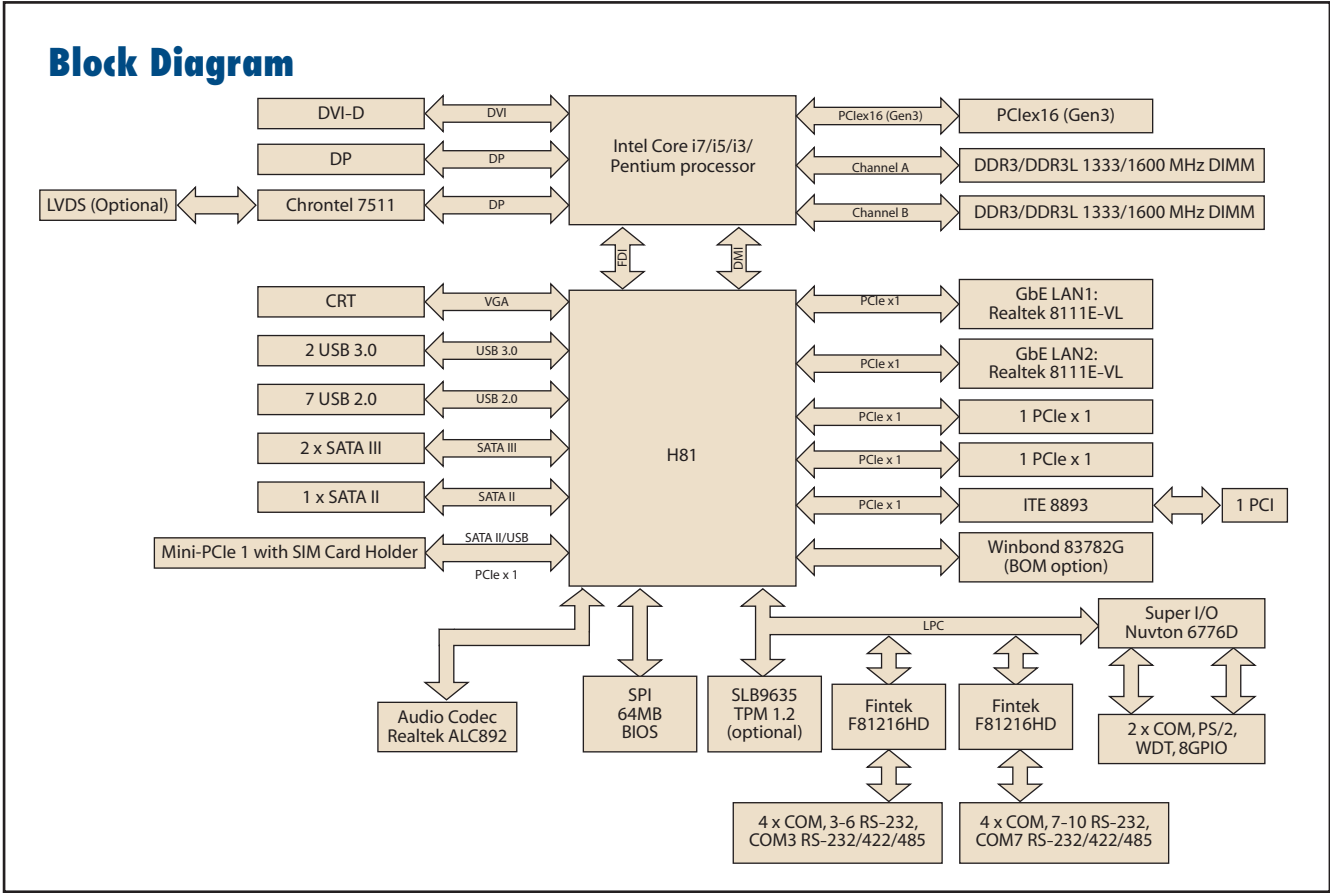 Block Diagram
DVI-D
DVI
Intel Core i7/i5/i3/
Pentium processor
PCIex16 (Gen3)
PCIex16 (Gen3)
DP
DP
Channel A
DDR3/DDR3L 1333/1600 MHz DIMM
LVDS (Optional)
Chrontel 7511
DP
Channel B
DDR3/DDR3L 1333/1600 MHz DIMM
FDI
DMI
CRT
VGA
PCIe x1
GbE LAN1:
Realtek 8111E-VL
2 USB 3.0
USB 3.0
PCIe x1
GbE LAN2:
Realtek 8111E-VL
7 USB 2.0
USB 2.0
PCIe x 1
1 PCIe x 1
2 x SATA III
SATA III
H81
PCIe x 1
1 PCIe x 1
1 x SATA II
SATA II
PCIe x 1
ITE 8893
1 PCI
Mini-PCIe 1 with SIM Card Holder
SATA II/USB
PCIe x 1
Winbond 83782G
(BOM option)
LPC
Super I/O
Nuvton 6776D
Audio Codec
Realtek ALC892
SPI
64MB
BIOS
SLB9635
TPM 1.2
(optional)
Fintek
F81216HD
Fintek
F81216HD
2 x COM, PS/2,
WDT, 8GPIO
4 x COM, 3-6 RS-232,
COM3 RS-232/422/485
4 x COM, 7-10 RS-232,
COM7 RS-232/422/485